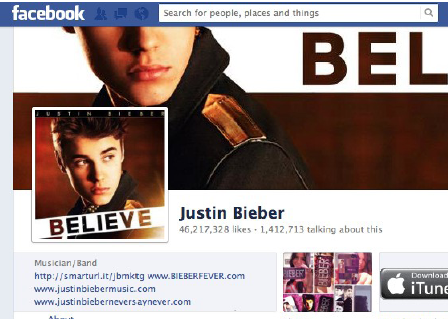 facebook
Search for people, places and things
BEL
JUSTIN BIEBER
BELIEVE
Justin Bieber
46,217,328 likes · 1,412,713 talking about this
Musician/Band
http://smarturl.it/jbmkttg www.BIEBERFEVER.com
www.justinbiebermusic.com
www.justinbieberneversaynever.com
About
Download
iTune